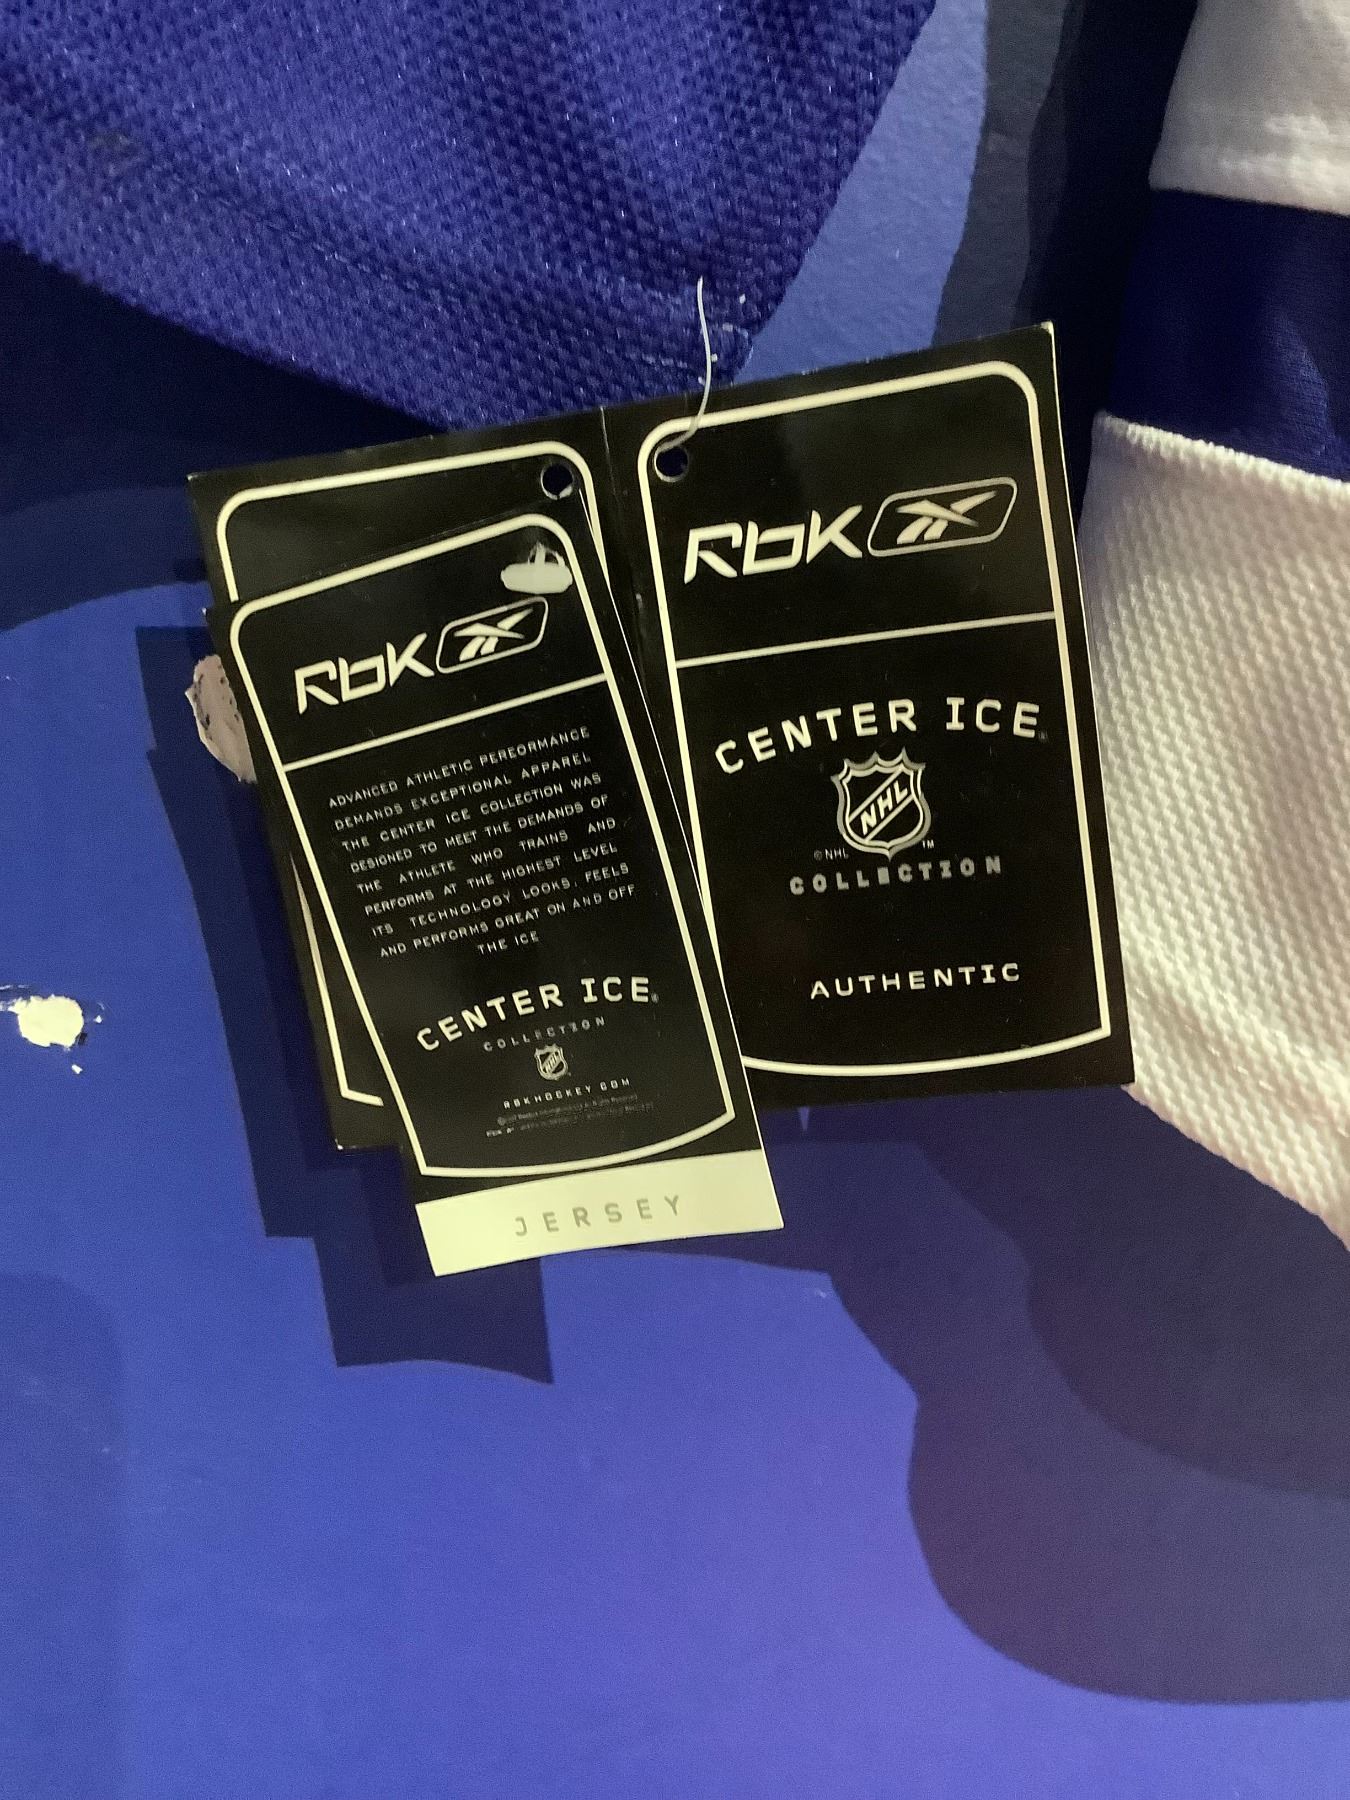 RbK
ADVANCED ATHLETIC PERFORMANCE
DEMANDS EXCEPTIONAL APPAREL
THE CENTER ICE COLLECTION WAS
DESIGNED TO MEET THE DEMANDS OF
THE ATHLETE WHO TRAINS AND
PERFORMS AT THE HIGHEST LEVEL
ITS TECHNOLOGY LOOKS, FEELS
AND PERFORMS GREAT ON AND OFF
THE ICE
CENTER ICE®
COLLECTION
NHL
RBKHOCKEY.COM
JERSEY
RbK
CENTER ICE®
NHL
© NHL ™
COLLECTION
AUTHENTIC